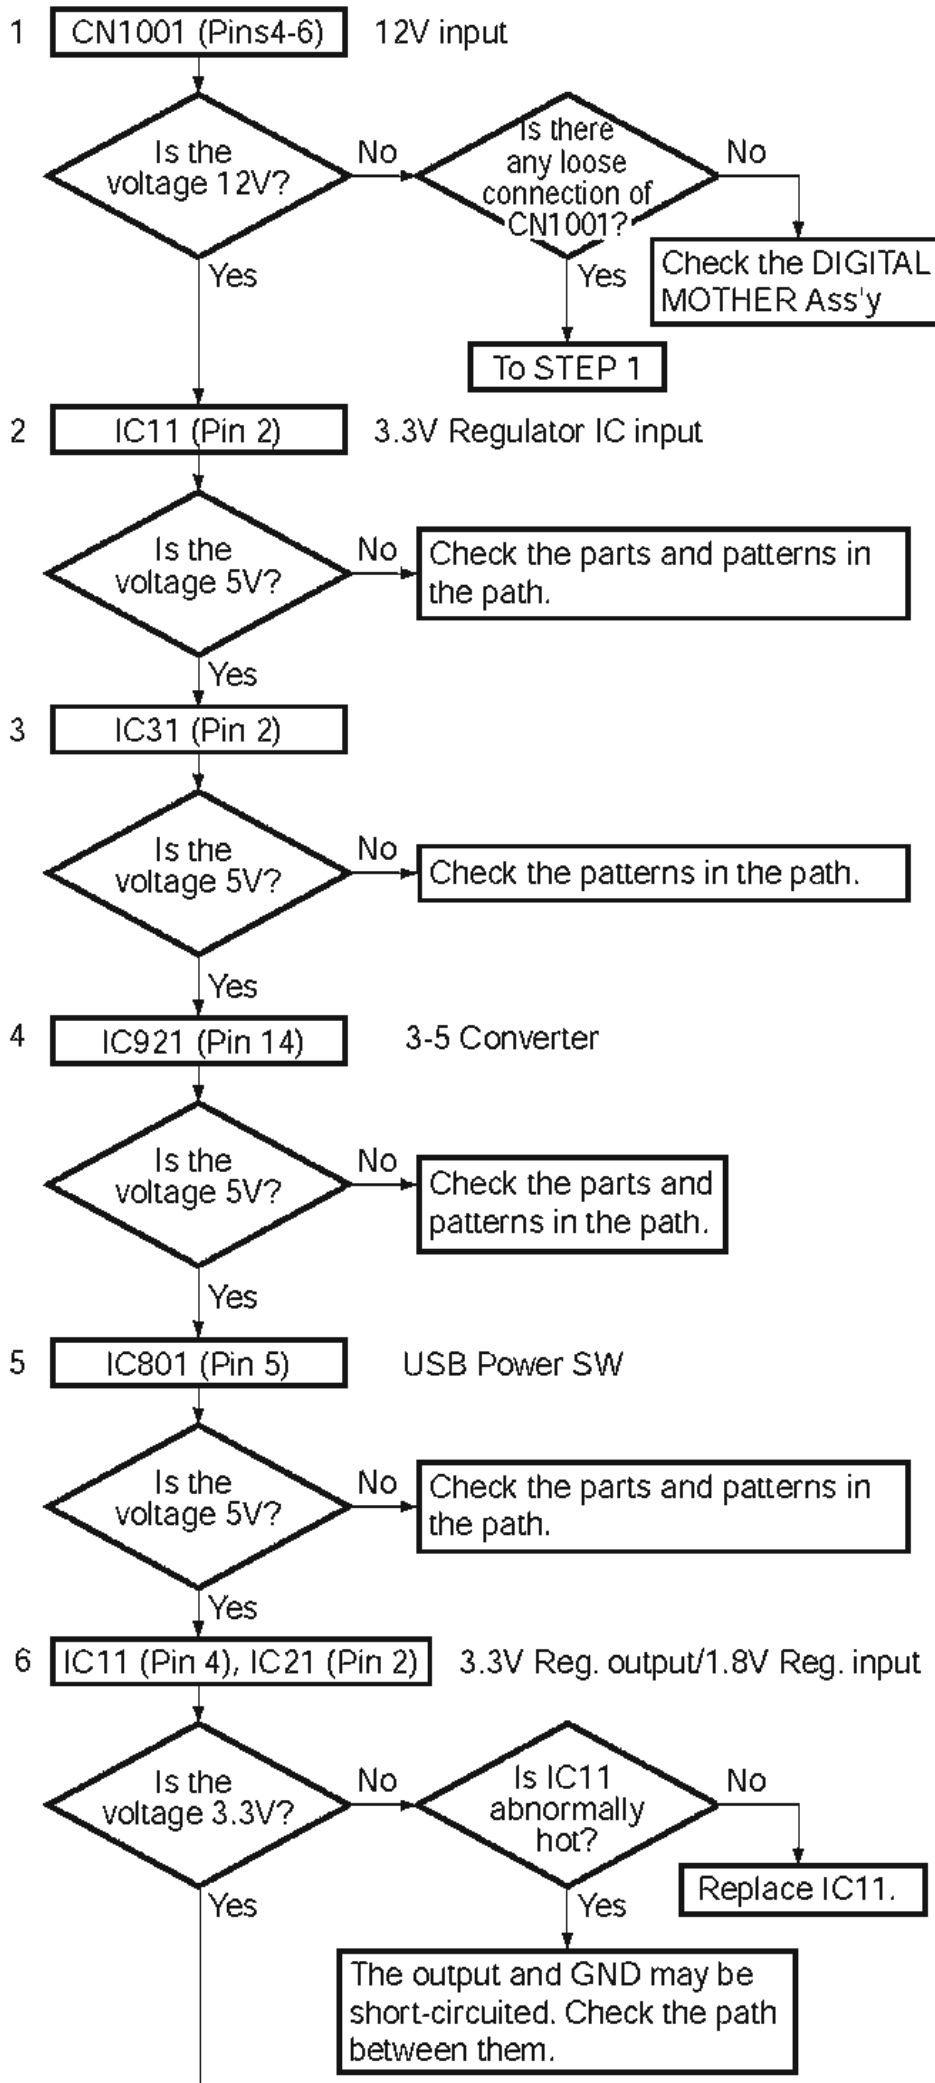 1 CN1001 (Pins4-6) 12V input
Is the
voltage 12V?
No
Is there
any loose
connection of
CN1001?
No
Check the DIGITAL
MOTHER Ass'y
Yes
To STEP 1
Yes
2 IC11 (Pin 2) 3.3V Regulator IC input
Is the
voltage 5V?
No
Check the parts and patterns in
the path.
Yes
3 IC31 (Pin 2)
Is the
voltage 5V?
No
Check the patterns in the path.
Yes
4 IC921 (Pin 14) 3-5 Converter
Is the
voltage 5V?
No
Check the parts and
patterns in the path.
Yes
5 IC801 (Pin 5) USB Power SW
Is the
voltage 5V?
No
Check the parts and patterns in
the path.
Yes
6 IC11 (Pin 4), IC21 (Pin 2) 3.3V Reg. output/1.8V Reg. input
Is the
voltage 3.3V?
No
Is IC11
abnormally
hot?
No
Replace IC11.
Yes
The output and GND may be
short-circuited. Check the path
between them.
Yes